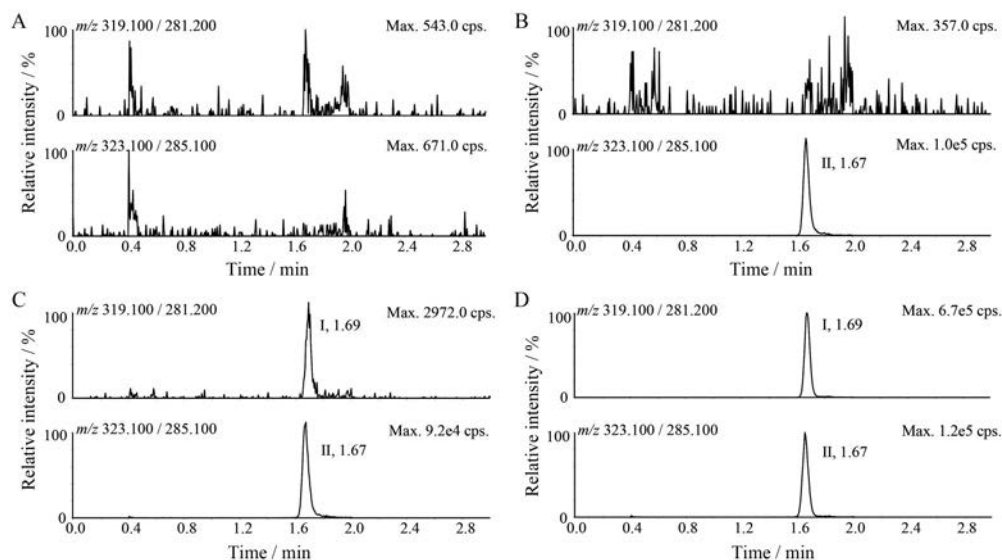 A
m/z 319.100 / 281.200
Max. 543.0 cps.
100
0
m/z 323.100 / 285.100
Max. 671.0 cps.
100
0
Relative intensity / %
0.0 0.4 0.8 1.2 1.6 2.0 2.4 2.8
Time / min
B
m/z 319.100 / 281.200
Max. 357.0 cps.
100
0
m/z 323.100 / 285.100
Max. 1.0e5 cps.
100
II, 1.67
0
Relative intensity / %
0.0 0.4 0.8 1.2 1.6 2.0 2.4 2.8
Time / min
C
m/z 319.100 / 281.200
Max. 2972.0 cps.
100
I, 1.69
0
m/z 323.100 / 285.100
Max. 9.2e4 cps.
100
II, 1.67
0
Relative intensity / %
0.0 0.4 0.8 1.2 1.6 2.0 2.4 2.8
Time / min
D
m/z 319.100 / 281.200
Max. 6.7e5 cps.
100
I, 1.69
0
m/z 323.100 / 285.100
Max. 1.2e5 cps.
100
II, 1.67
0
Relative intensity / %
0.0 0.4 0.8 1.2 1.6 2.0 2.4 2.8
Time / min